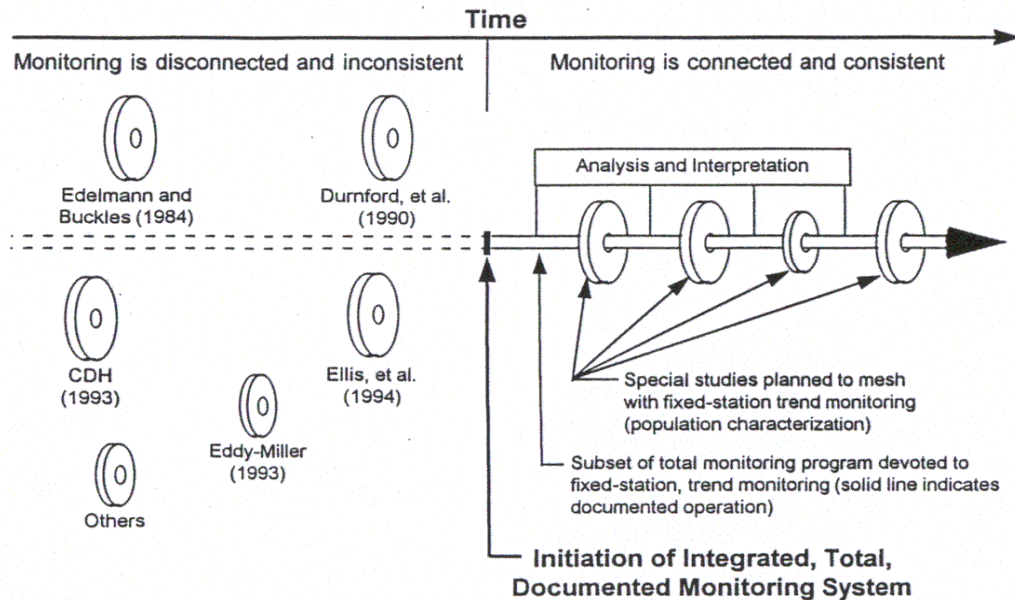 Time
Monitoring is disconnected and inconsistent
Monitoring is connected and consistent
Edelmann and
Buckles (1984)
Durnford, et al.
(1990)
Analysis and Interpretation
CDH
(1993)
Eddy-Miller
(1993)
Ellis, et al.
(1994)
Others
Special studies planned to mesh
with fixed-station trend monitoring
(population characterization)
Subset of total monitoring program devoted to
fixed-station, trend monitoring (solid line indicates
documented operation)
Initiation of Integrated, Total,
Documented Monitoring System